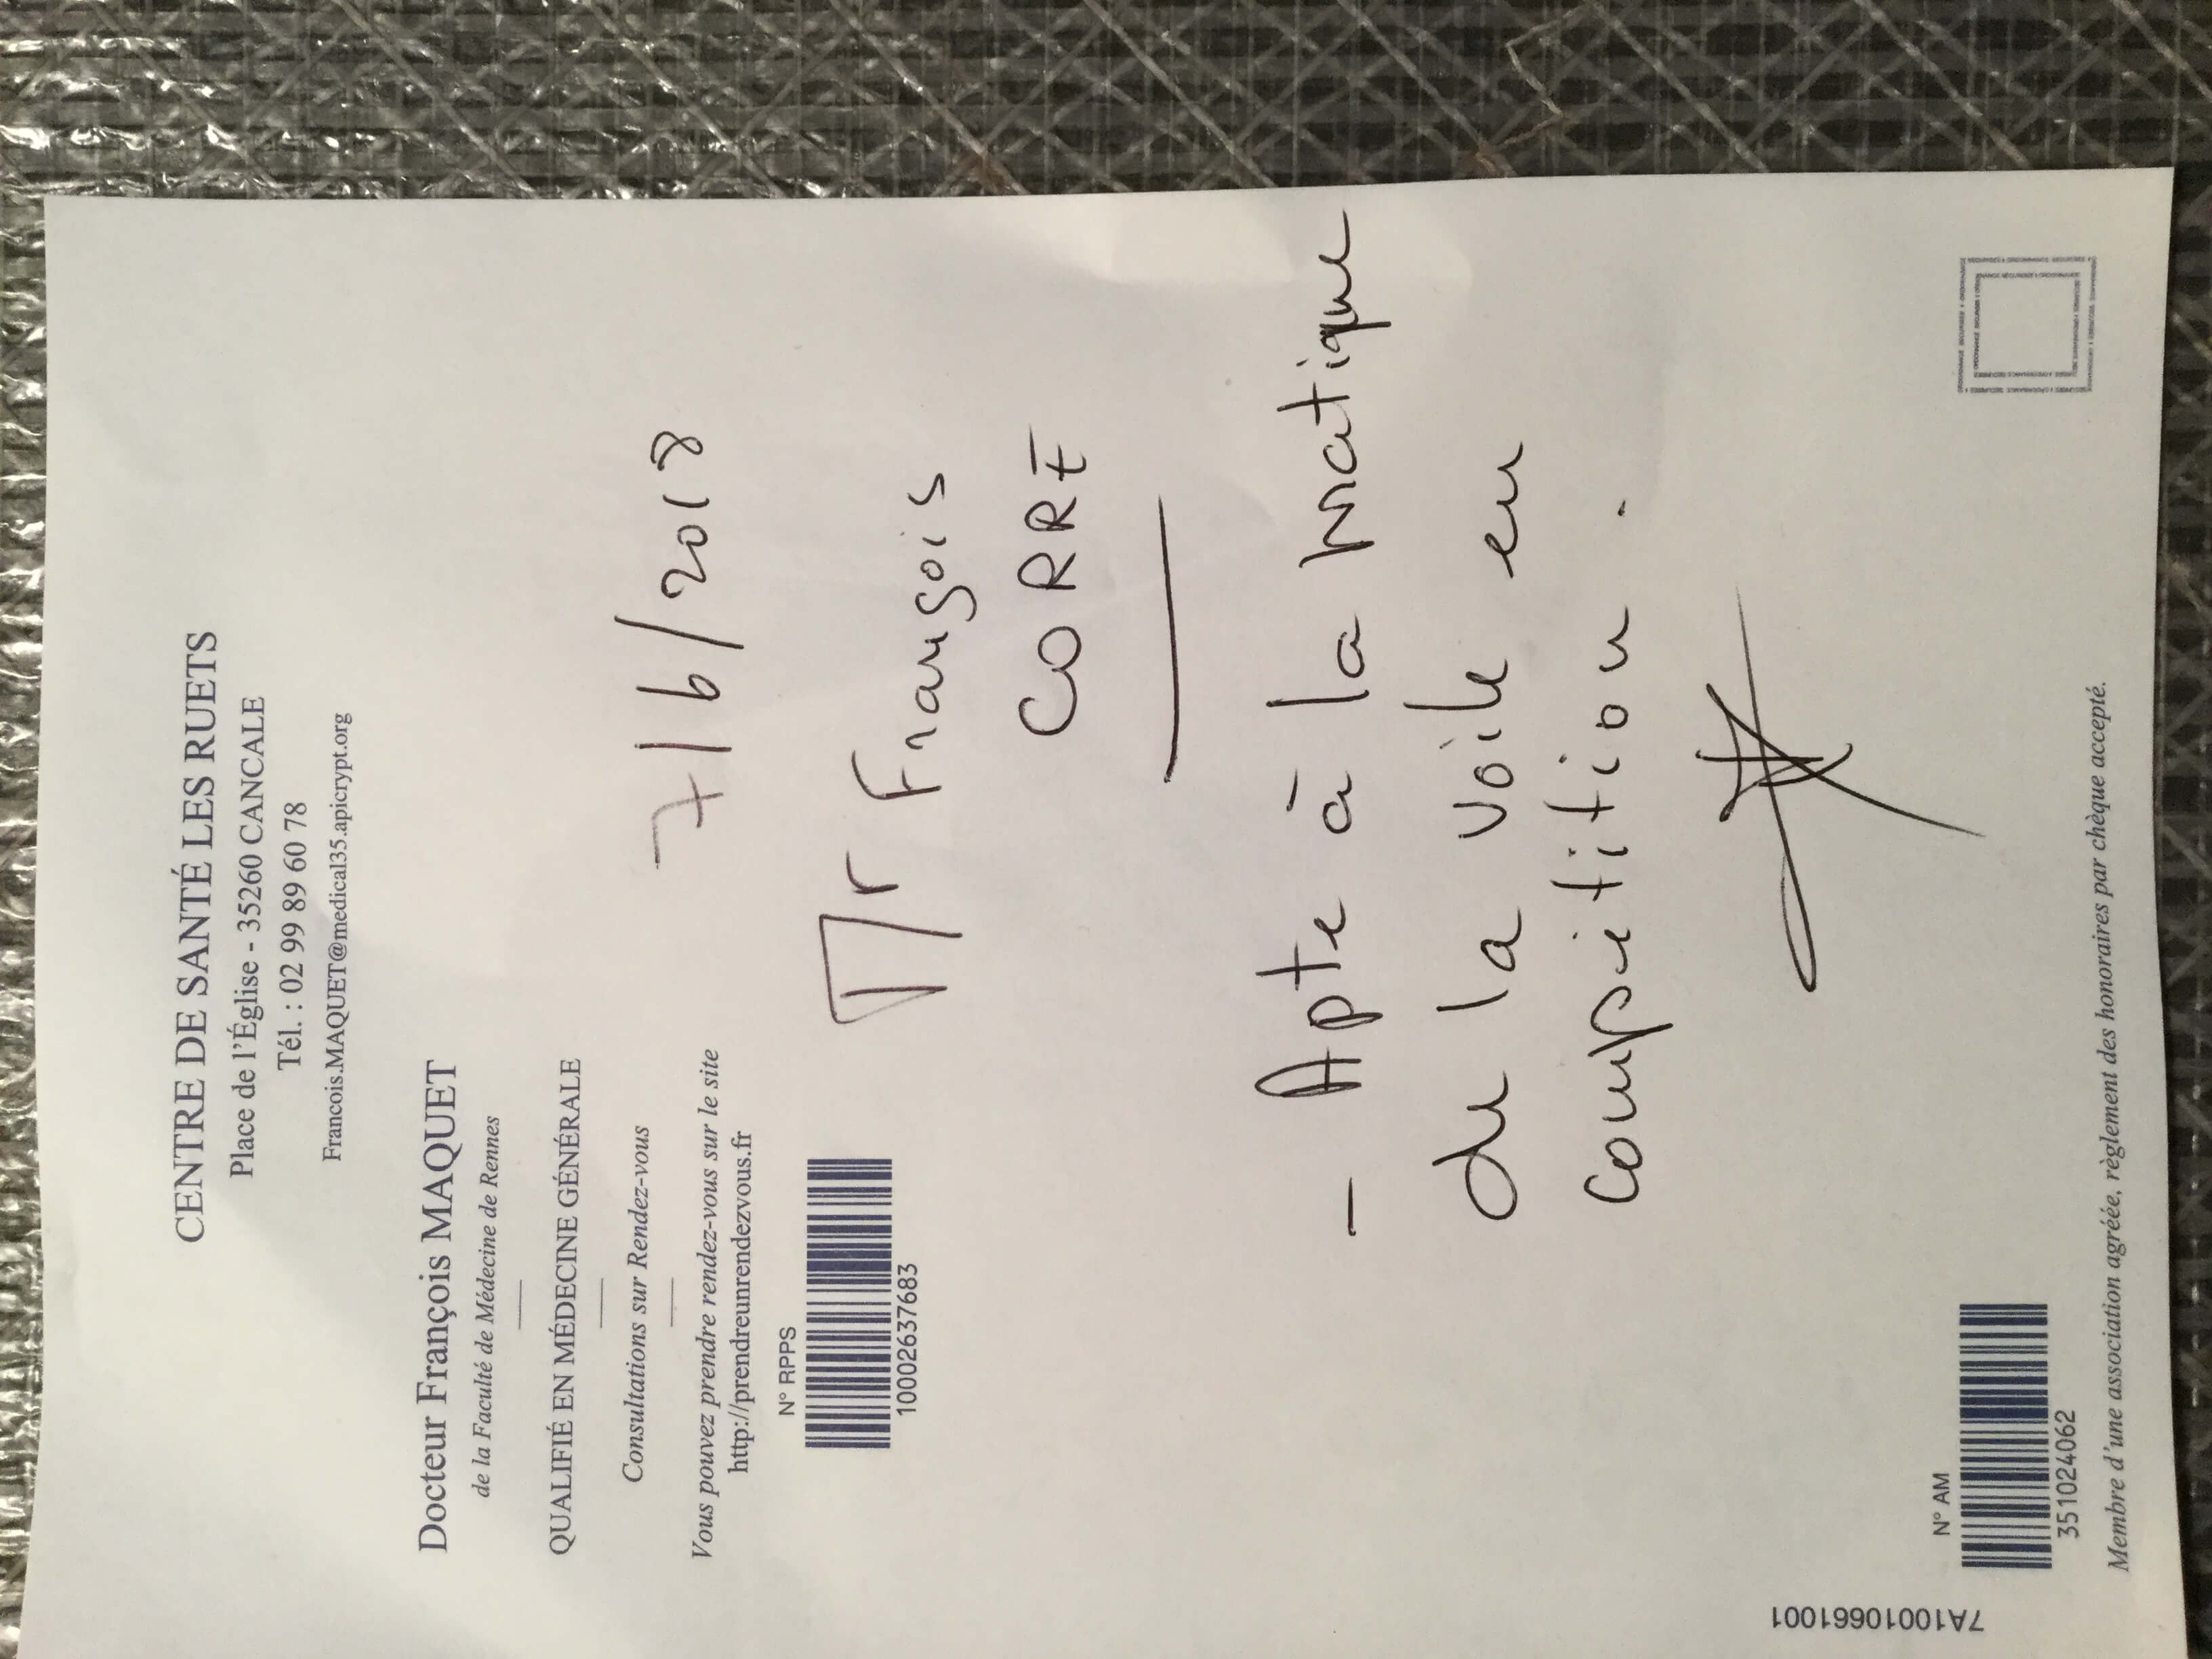 CENTRE DE SANTÉ LES RUETS
Place de l'Église - 35260 CANCALE
Tél. : 02 99 89 60 78
Francois.MAQUET@medical35.apicrypt.org
Docteur François MAQUET
de la Faculté de Médecine de Rennes
QUALIFIÉ EN MÉDECINE GÉNÉRALE
Consultations sur Rendez-vous
Vous pouvez prendre rendez-vous sur le site
http://prendreunrendezvous.fr
N° RPPS
10002637683
7/6/2018
Mr François
CORRE
- Apte à la pratique
de la voile en
compétition.
N° AM
351024062
Membre d'une association agréée, règlement des honoraires par chèque accepté.
7A10010661001